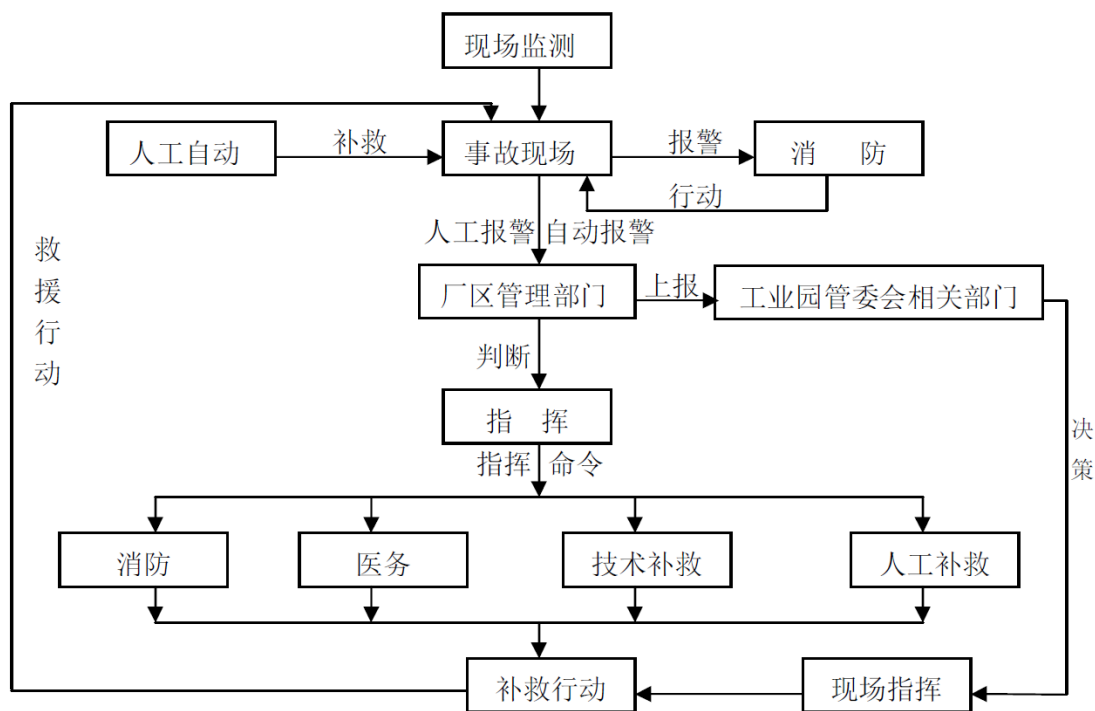 现场监测
人工自动
补救
事故现场
报警
消 防
行动
人工报警 自动报警
救援行动
厂区管理部门
上报
工业园管委会相关部门
判断
指 挥
指挥 命令
决策
消防
医务
技术补救
人工补救
补救行动
现场指挥